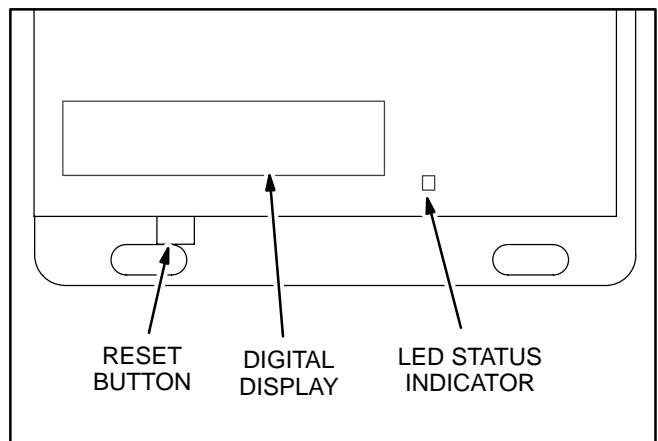 RESET
BUTTON
DIGITAL
DISPLAY
LED STATUS
INDICATOR